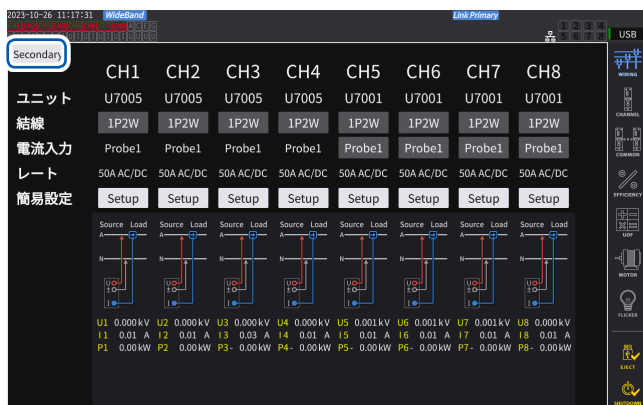 2023-10-26 11:17:31 WideBand Link Primary
1 2 3 4
5 6 7 8 USB
Secondary
CH1 CH2 CH3 CH4 CH5 CH6 CH7 CH8
ユニット U7005 U7005 U7005 U7005 U7001 U7001 U7001 U7001
結線 1P2W 1P2W 1P2W 1P2W 1P2W 1P2W 1P2W 1P2W
電流入力 Probe1 Probe1 Probe1 Probe1 Probe1 Probe1 Probe1 Probe1
レート 50A AC/DC 50A AC/DC 50A AC/DC 50A AC/DC 50A AC/DC 50A AC/DC 50A AC/DC 50A AC/DC
簡易設定 Setup Setup Setup Setup Setup Setup Setup Setup
Source Load Source Load Source Load Source Load Source Load Source Load Source Load Source Load
A A A A A A A A
N N N N N N N N
U U U U U U U U
± ± ± ± ± ± ± ±
I I I I I I I I
U1 0.000 kV U2 0.000 kV U3 0.000 kV U4 0.000 kV U5 0.001 kV U6 0.001 kV U7 0.001 kV U8 0.000 kV
I1 0.01 A I2 0.01 A I3 0.03 A I4 0.01 A I5 0.01 A I6 0.01 A I7 0.01 A I8 0.01 A
P1 0.00 kW P2 0.00 kW P3- 0.00 kW P4- 0.00 kW P5- 0.00 kW P6- 0.00 kW P7- 0.00 kW P8- 0.00 kW
WIRING
CHANNEL
COMMON
EFFICIENCY
UDF
MOTOR
FLICKER
EJECT
SHUTDOWN